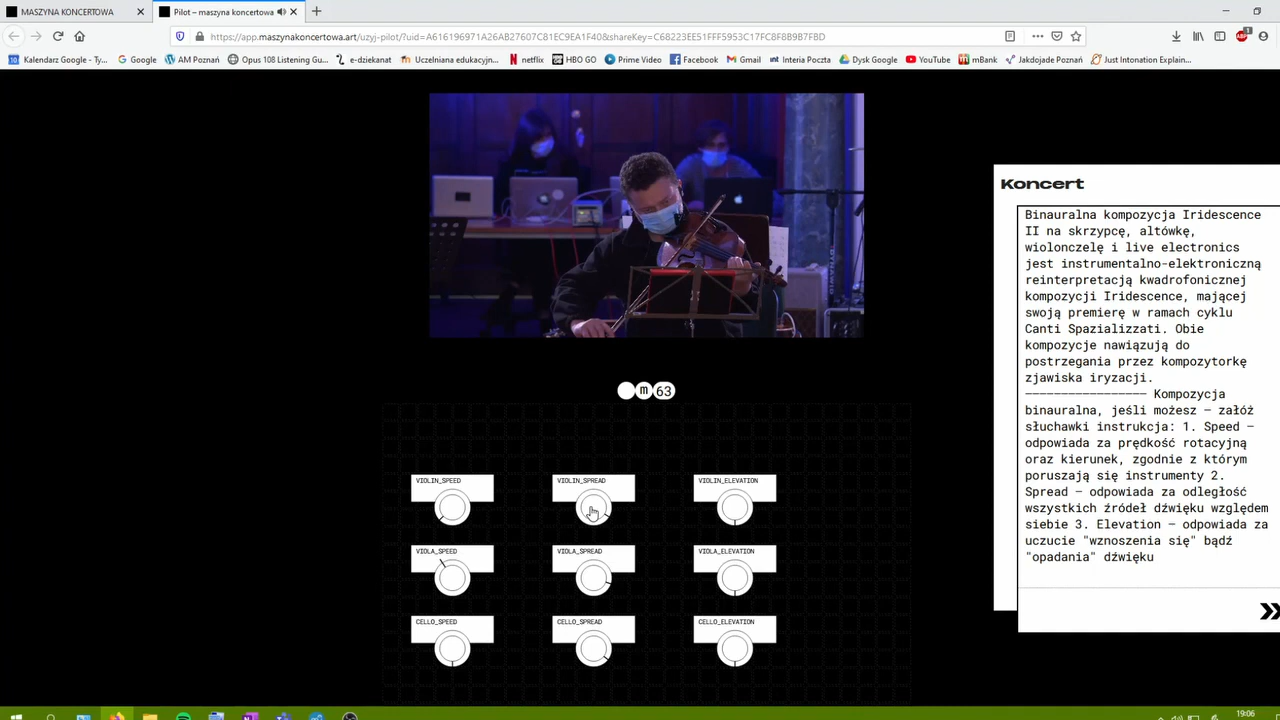 MASZYNA KONCERTOWA
Pilot – maszyna koncertowa
https://app.maszynakoncertowa.art/uzyj-pilot/?uid=A616196971A26AB27607C81EC9EA1F40&shareKey=C68223EE51FFF5953C17FC8F8B9B7FBD
Kalendarz Google - Ty... Google AM Poznań Opus 108 Listening Gu... e-dziekanat Uczelniana edukacyjn... netflix HBO GO Prime Video Facebook Gmail Interia Poczta Dysk Google YouTube mBank Jakdojade Poznań Just Intonation Explain...
Koncert
Binauralna kompozycja Iridescence
II na skrzypcę, altówkę,
wiolonczelę i live electronics
jest instrumentalno-elektroniczną
reinterpretacją kwadrofonicznej
kompozycji Iridescence, mającej
swoją premierę w ramach cyklu
Canti Spazializzati. Obie
kompozycje nawiązują do
postrzegania przez kompozytorkę
zjawiska iryzacji.
----------------- Kompozycja
binauralna, jeśli możesz – załóż
słuchawki instrukcja: 1. Speed –
odpowiada za prędkość rotacyjną
oraz kierunek, zgodnie z którym
poruszają się instrumenty 2.
Spread – odpowiada za odległość
wszystkich źródeł dźwięku względem
siebie 3. Elevation – odpowiada za
uczucie "wznoszenia się" bądź
"opadania" dźwięku
m 63
VIOLIN_SPEED VIOLIN_SPREAD VIOLIN_ELEVATION
VIOLA_SPEED VIOLA_SPREAD VIOLA_ELEVATION
CELLO_SPEED CELLO_SPREAD CELLO_ELEVATION
19:06